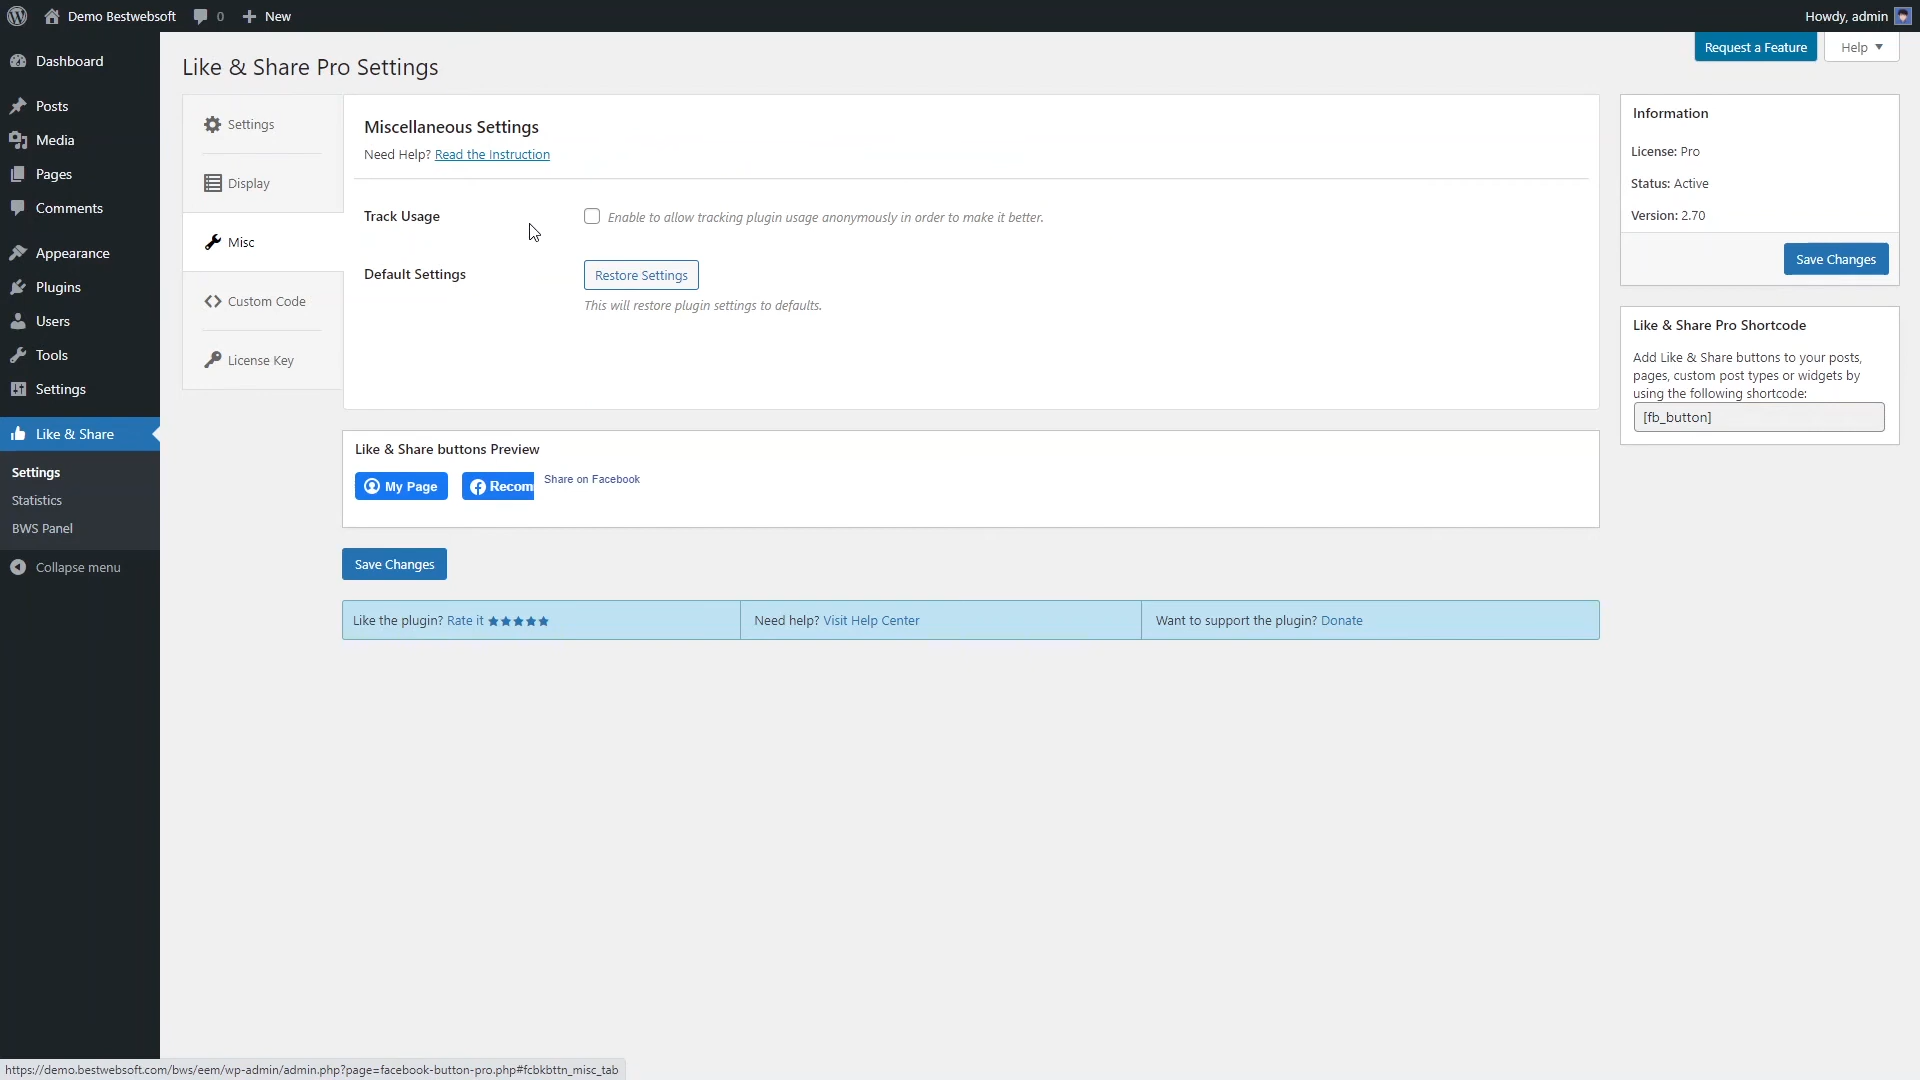 Demo Bestwebsoft
0
New
Howdy, admin
Dashboard
Posts
Media
Pages
Comments
Appearance
Plugins
Users
Tools
Settings
Like & Share
Settings
Statistics
BWS Panel
Collapse menu
Request a Feature
Help
Like & Share Pro Settings
Settings
Display
Misc
Custom Code
License Key
Miscellaneous Settings
Need Help? Read the Instruction
Track Usage
Enable to allow tracking plugin usage anonymously in order to make it better.
Default Settings
Restore Settings
This will restore plugin settings to defaults.
Like & Share buttons Preview
My Page
Recom
Share on Facebook
Save Changes
Like the plugin? Rate it
Need help? Visit Help Center
Want to support the plugin? Donate
Information
License: Pro
Status: Active
Version: 2.70
Save Changes
Like & Share Pro Shortcode
Add Like & Share buttons to your posts,
pages, custom post types or widgets by
using the following shortcode:
[fb_button]
https://demo.bestwebsoft.com/bws/eem/wp-admin/admin.php?page=facebook-button-pro.php#fcbkbttn_misc_tab